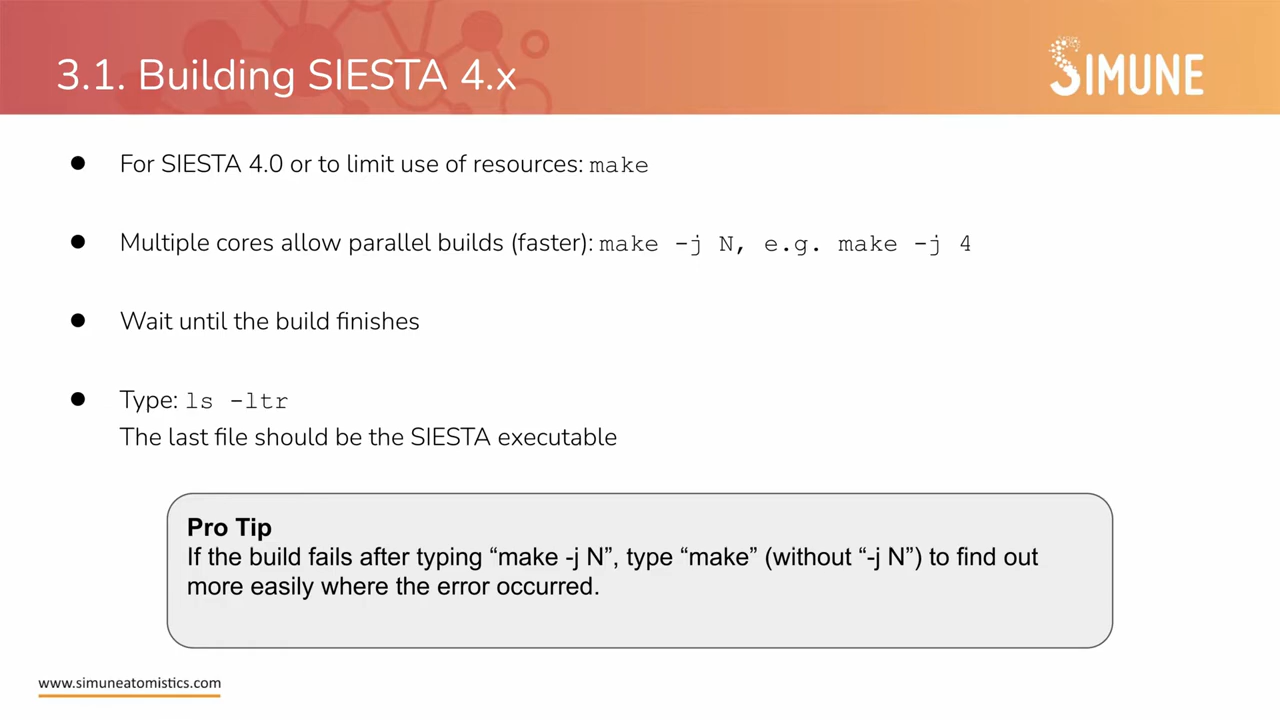 3.1. Building SIESTA 4.x
SIMUNE
● For SIESTA 4.0 or to limit use of resources: make
● Multiple cores allow parallel builds (faster): make -j N, e.g. make -j 4
● Wait until the build finishes
● Type: ls -ltr
The last file should be the SIESTA executable
Pro Tip
If the build fails after typing “make -j N”, type “make” (without “-j N”) to find out
more easily where the error occurred.
www.simuneatomistics.com